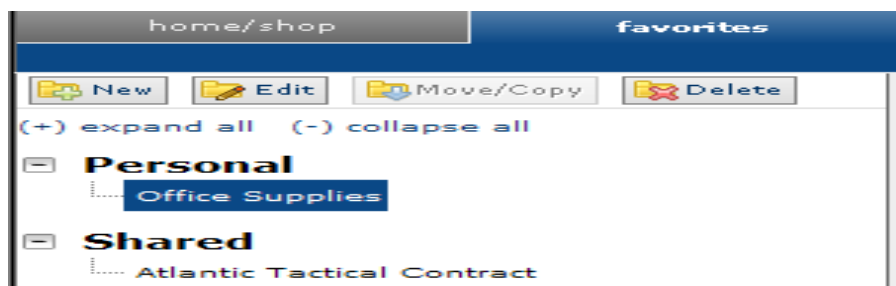 home/shop favorites
New Edit Move/Copy Delete
(+) expand all (-) collapse all
Personal
Office Supplies
Shared
Atlantic Tactical Contract